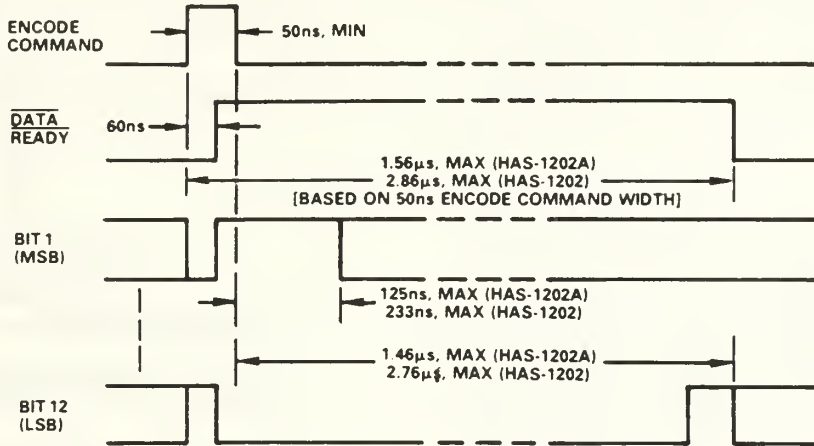 ENCODE
COMMAND
50ns, MIN
DATA
READY
60ns
1.56μs, MAX (HAS-1202A)
2.86μs, MAX (HAS-1202)
[BASED ON 50ns ENCODE COMMAND WIDTH]
BIT 1
(MSB)
125ns, MAX (HAS-1202A)
233ns, MAX (HAS-1202)
1.46μs, MAX (HAS-1202A)
2.76μs, MAX (HAS-1202)
BIT 12
(LSB)